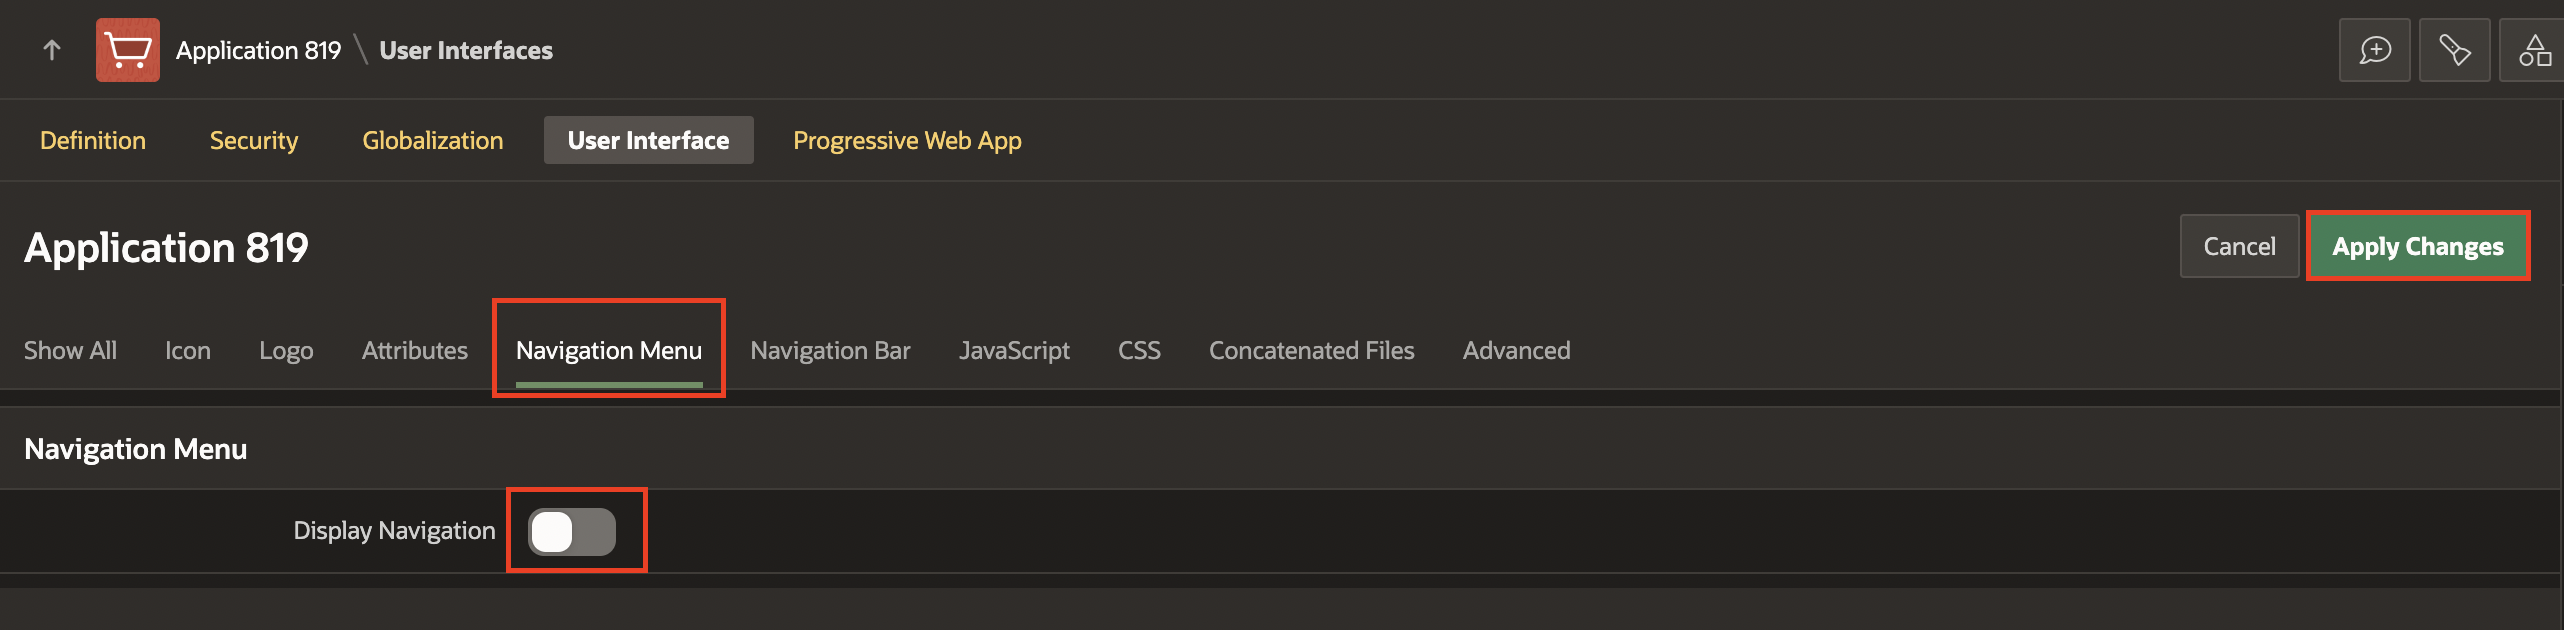 Application 819 \ User Interfaces
Definition Security Globalization User Interface Progressive Web App
Application 819 Cancel Apply Changes
Show All Icon Logo Attributes Navigation Menu Navigation Bar JavaScript CSS Concatenated Files Advanced
Navigation Menu
Display Navigation